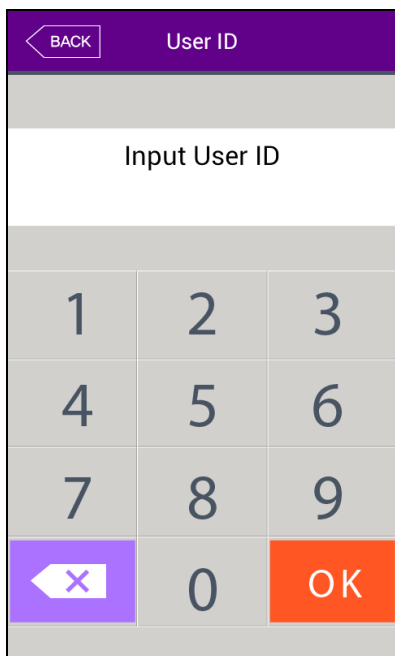 BACK User ID
Input User ID
1 2 3
4 5 6
7 8 9
0 OK